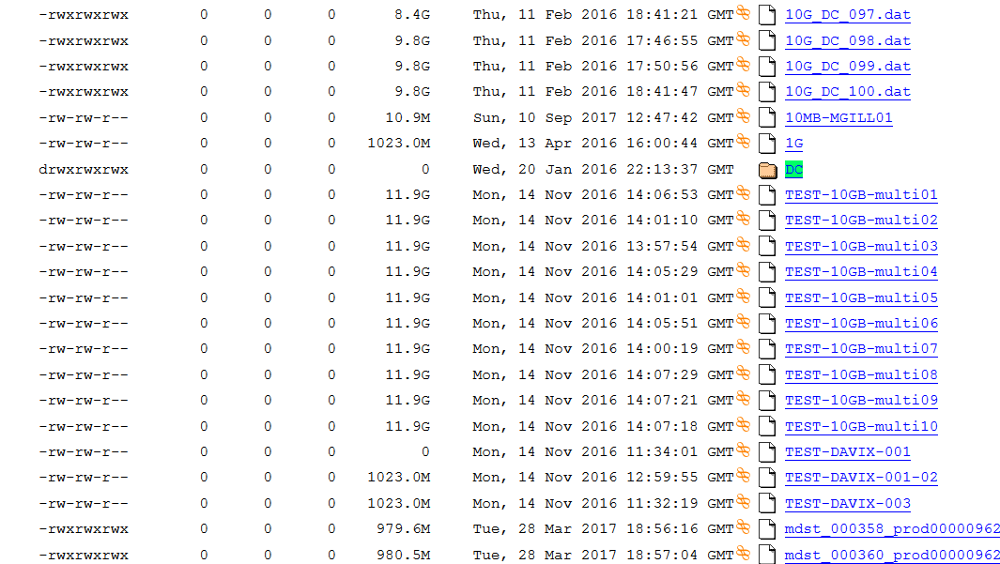 -rwxrwxrwx 0 0 0 8.4G Thu, 11 Feb 2016 18:41:21 GMT 10G_DC_097.dat
-rwxrwxrwx 0 0 0 9.8G Thu, 11 Feb 2016 17:46:55 GMT 10G_DC_098.dat
-rwxrwxrwx 0 0 0 9.8G Thu, 11 Feb 2016 17:50:56 GMT 10G_DC_099.dat
-rwxrwxrwx 0 0 0 9.8G Thu, 11 Feb 2016 18:41:47 GMT 10G_DC_100.dat
-rw-rw-r-- 0 0 0 10.9M Sun, 10 Sep 2017 12:47:42 GMT 10MB-MGILL01
-rw-rw-r-- 0 0 0 1023.0M Wed, 13 Apr 2016 16:00:44 GMT 1G
drwxrwxrwx 0 0 0 0 Wed, 20 Jan 2016 22:13:37 GMT DC
-rw-rw-r-- 0 0 0 11.9G Mon, 14 Nov 2016 14:06:53 GMT TEST-10GB-multi01
-rw-rw-r-- 0 0 0 11.9G Mon, 14 Nov 2016 14:01:10 GMT TEST-10GB-multi02
-rw-rw-r-- 0 0 0 11.9G Mon, 14 Nov 2016 13:57:54 GMT TEST-10GB-multi03
-rw-rw-r-- 0 0 0 11.9G Mon, 14 Nov 2016 14:05:29 GMT TEST-10GB-multi04
-rw-rw-r-- 0 0 0 11.9G Mon, 14 Nov 2016 14:01:01 GMT TEST-10GB-multi05
-rw-rw-r-- 0 0 0 11.9G Mon, 14 Nov 2016 14:05:51 GMT TEST-10GB-multi06
-rw-rw-r-- 0 0 0 11.9G Mon, 14 Nov 2016 14:00:19 GMT TEST-10GB-multi07
-rw-rw-r-- 0 0 0 11.9G Mon, 14 Nov 2016 14:07:29 GMT TEST-10GB-multi08
-rw-rw-r-- 0 0 0 11.9G Mon, 14 Nov 2016 14:07:21 GMT TEST-10GB-multi09
-rw-rw-r-- 0 0 0 11.9G Mon, 14 Nov 2016 14:07:18 GMT TEST-10GB-multi10
-rw-rw-r-- 0 0 0 0 Mon, 14 Nov 2016 11:34:01 GMT TEST-DAVIX-001
-rw-rw-r-- 0 0 0 1023.0M Mon, 14 Nov 2016 12:59:55 GMT TEST-DAVIX-001-02
-rw-rw-r-- 0 0 0 1023.0M Mon, 14 Nov 2016 11:32:19 GMT TEST-DAVIX-003
-rwxrwxrwx 0 0 0 979.6M Tue, 28 Mar 2017 18:56:16 GMT mdst_000358_prod00000962
-rwxrwxrwx 0 0 0 980.5M Tue, 28 Mar 2017 18:57:04 GMT mdst_000360_prod00000962